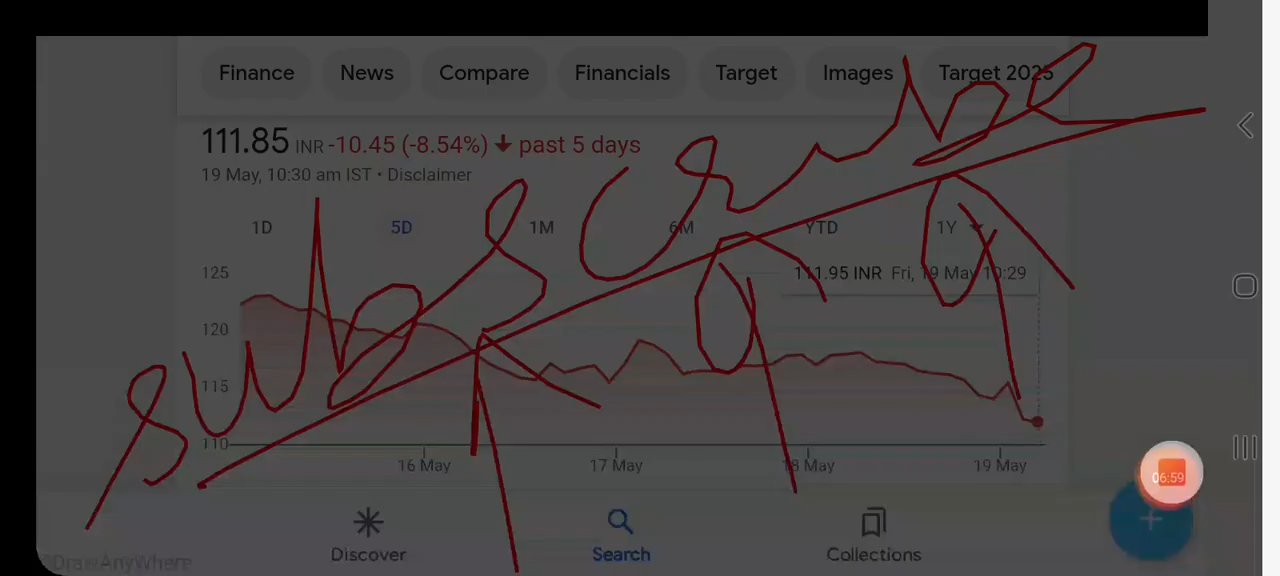 Finance News Compare Financials Target Images Target 2025
111.85 INR -10.45 (-8.54%) ↓ past 5 days
19 May, 10:30 am IST • Disclaimer
1D 5D 1M 6M YTD 1Y
111.95 INR Fri, 19 May 10:29
125
120
115
110
16 May 17 May 18 May 19 May
subscribe
06:59
Discover Search Collections
DrawAnyWhere